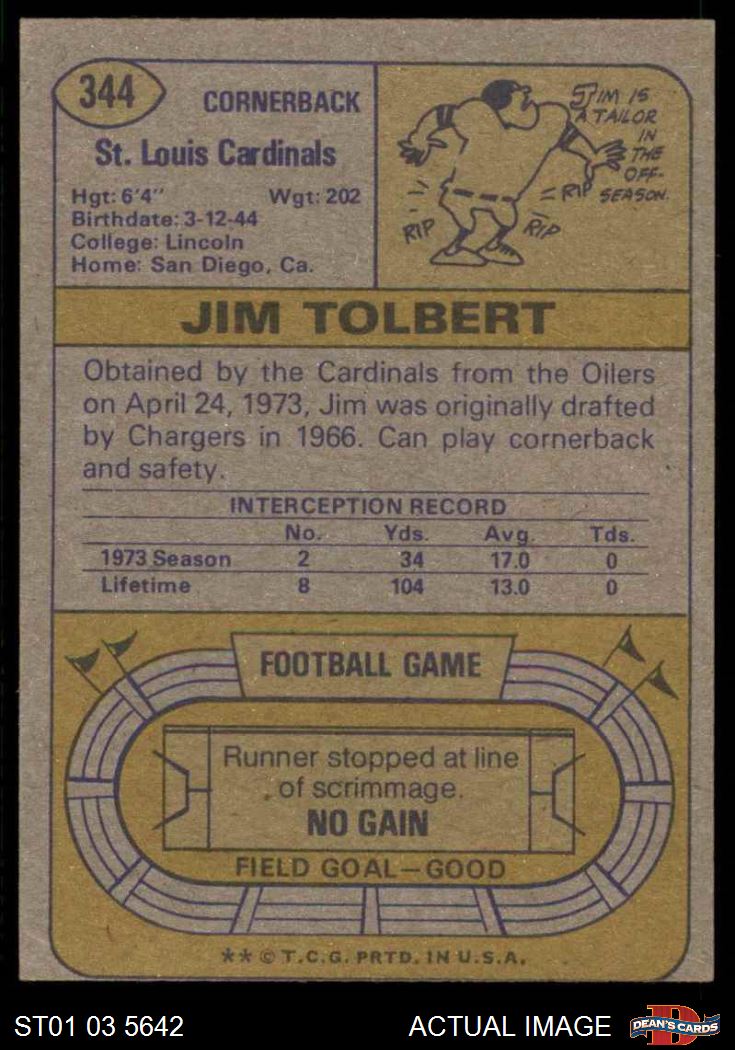 344
CORNERBACK
St. Louis Cardinals
Hgt: 6'4" Wgt: 202
Birthdate: 3-12-44
College: Lincoln
Home: San Diego, Ca.
JIM IS
A TAILOR
IN
THE
OFF-
SEASON.
RIP
RIP
RIP
JIM TOLBERT
Obtained by the Cardinals from the Oilers
on April 24, 1973, Jim was originally drafted
by Chargers in 1966. Can play cornerback
and safety.
INTERCEPTION RECORD
No. Yds. Avg. Tds.
1973 Season 2 34 17.0 0
Lifetime 8 104 13.0 0
FOOTBALL GAME
Runner stopped at line
of scrimmage.
NO GAIN
FIELD GOAL—GOOD
** © T.C.G. PRTD. IN U.S.A.
ST01 03 5642 ACTUAL IMAGE D DEAN'S CARDS